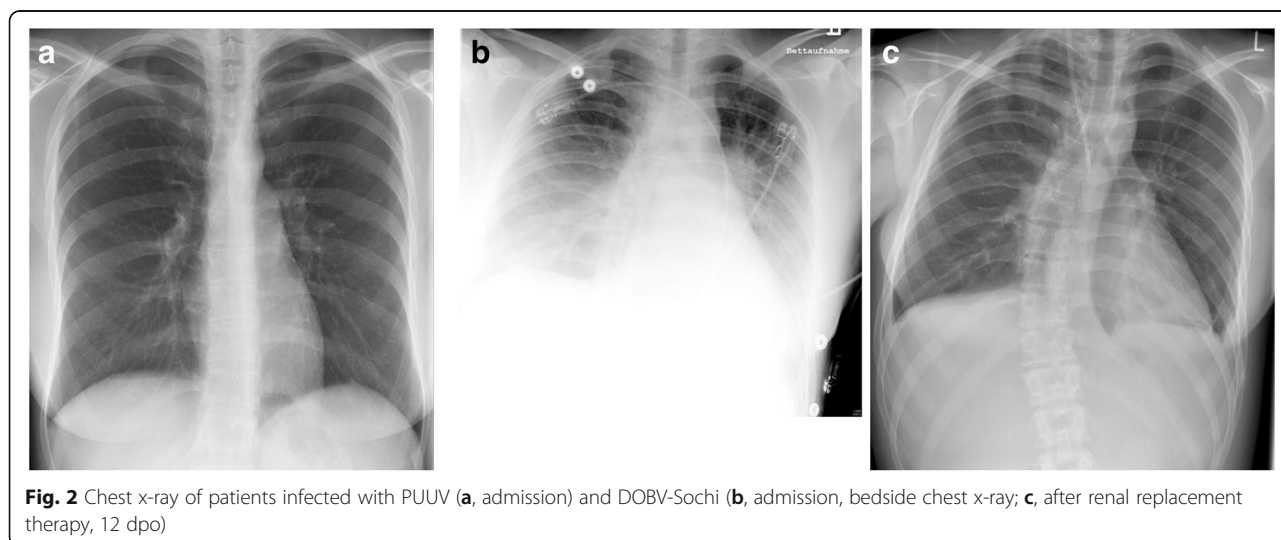 a
b
Bettaufnahme
c
L
Fig. 2 Chest x-ray of patients infected with PUUV (a, admission) and DOBV-Sochi (b, admission, bedside chest x-ray; c, after renal replacement
therapy, 12 dpo)